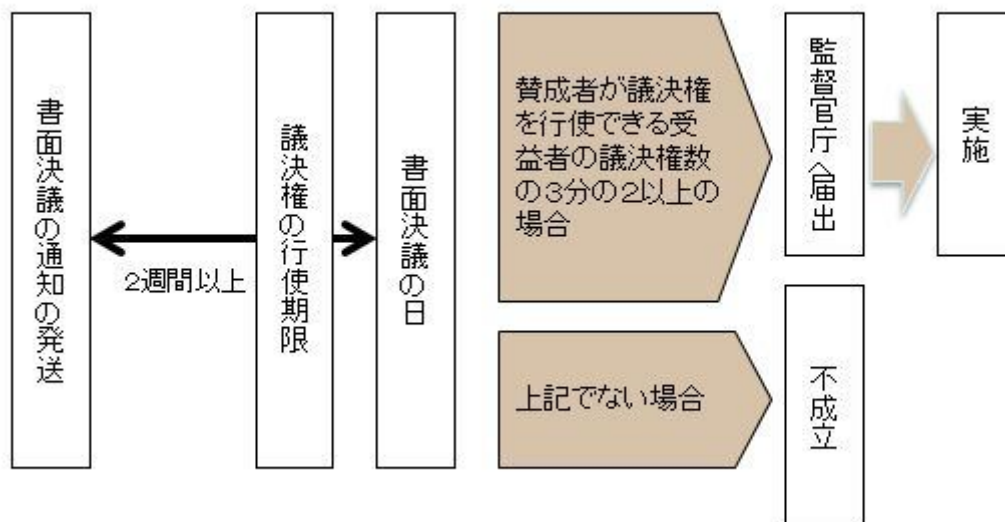 書面決議の通知の発送
2週間以上
議決権の行使期限
書面決議の日
賛成者が議決権
を行使できる受
益者の議決権数
の3分の2以上の
場合
監督官庁へ届出
実施
上記でない場合
不成立